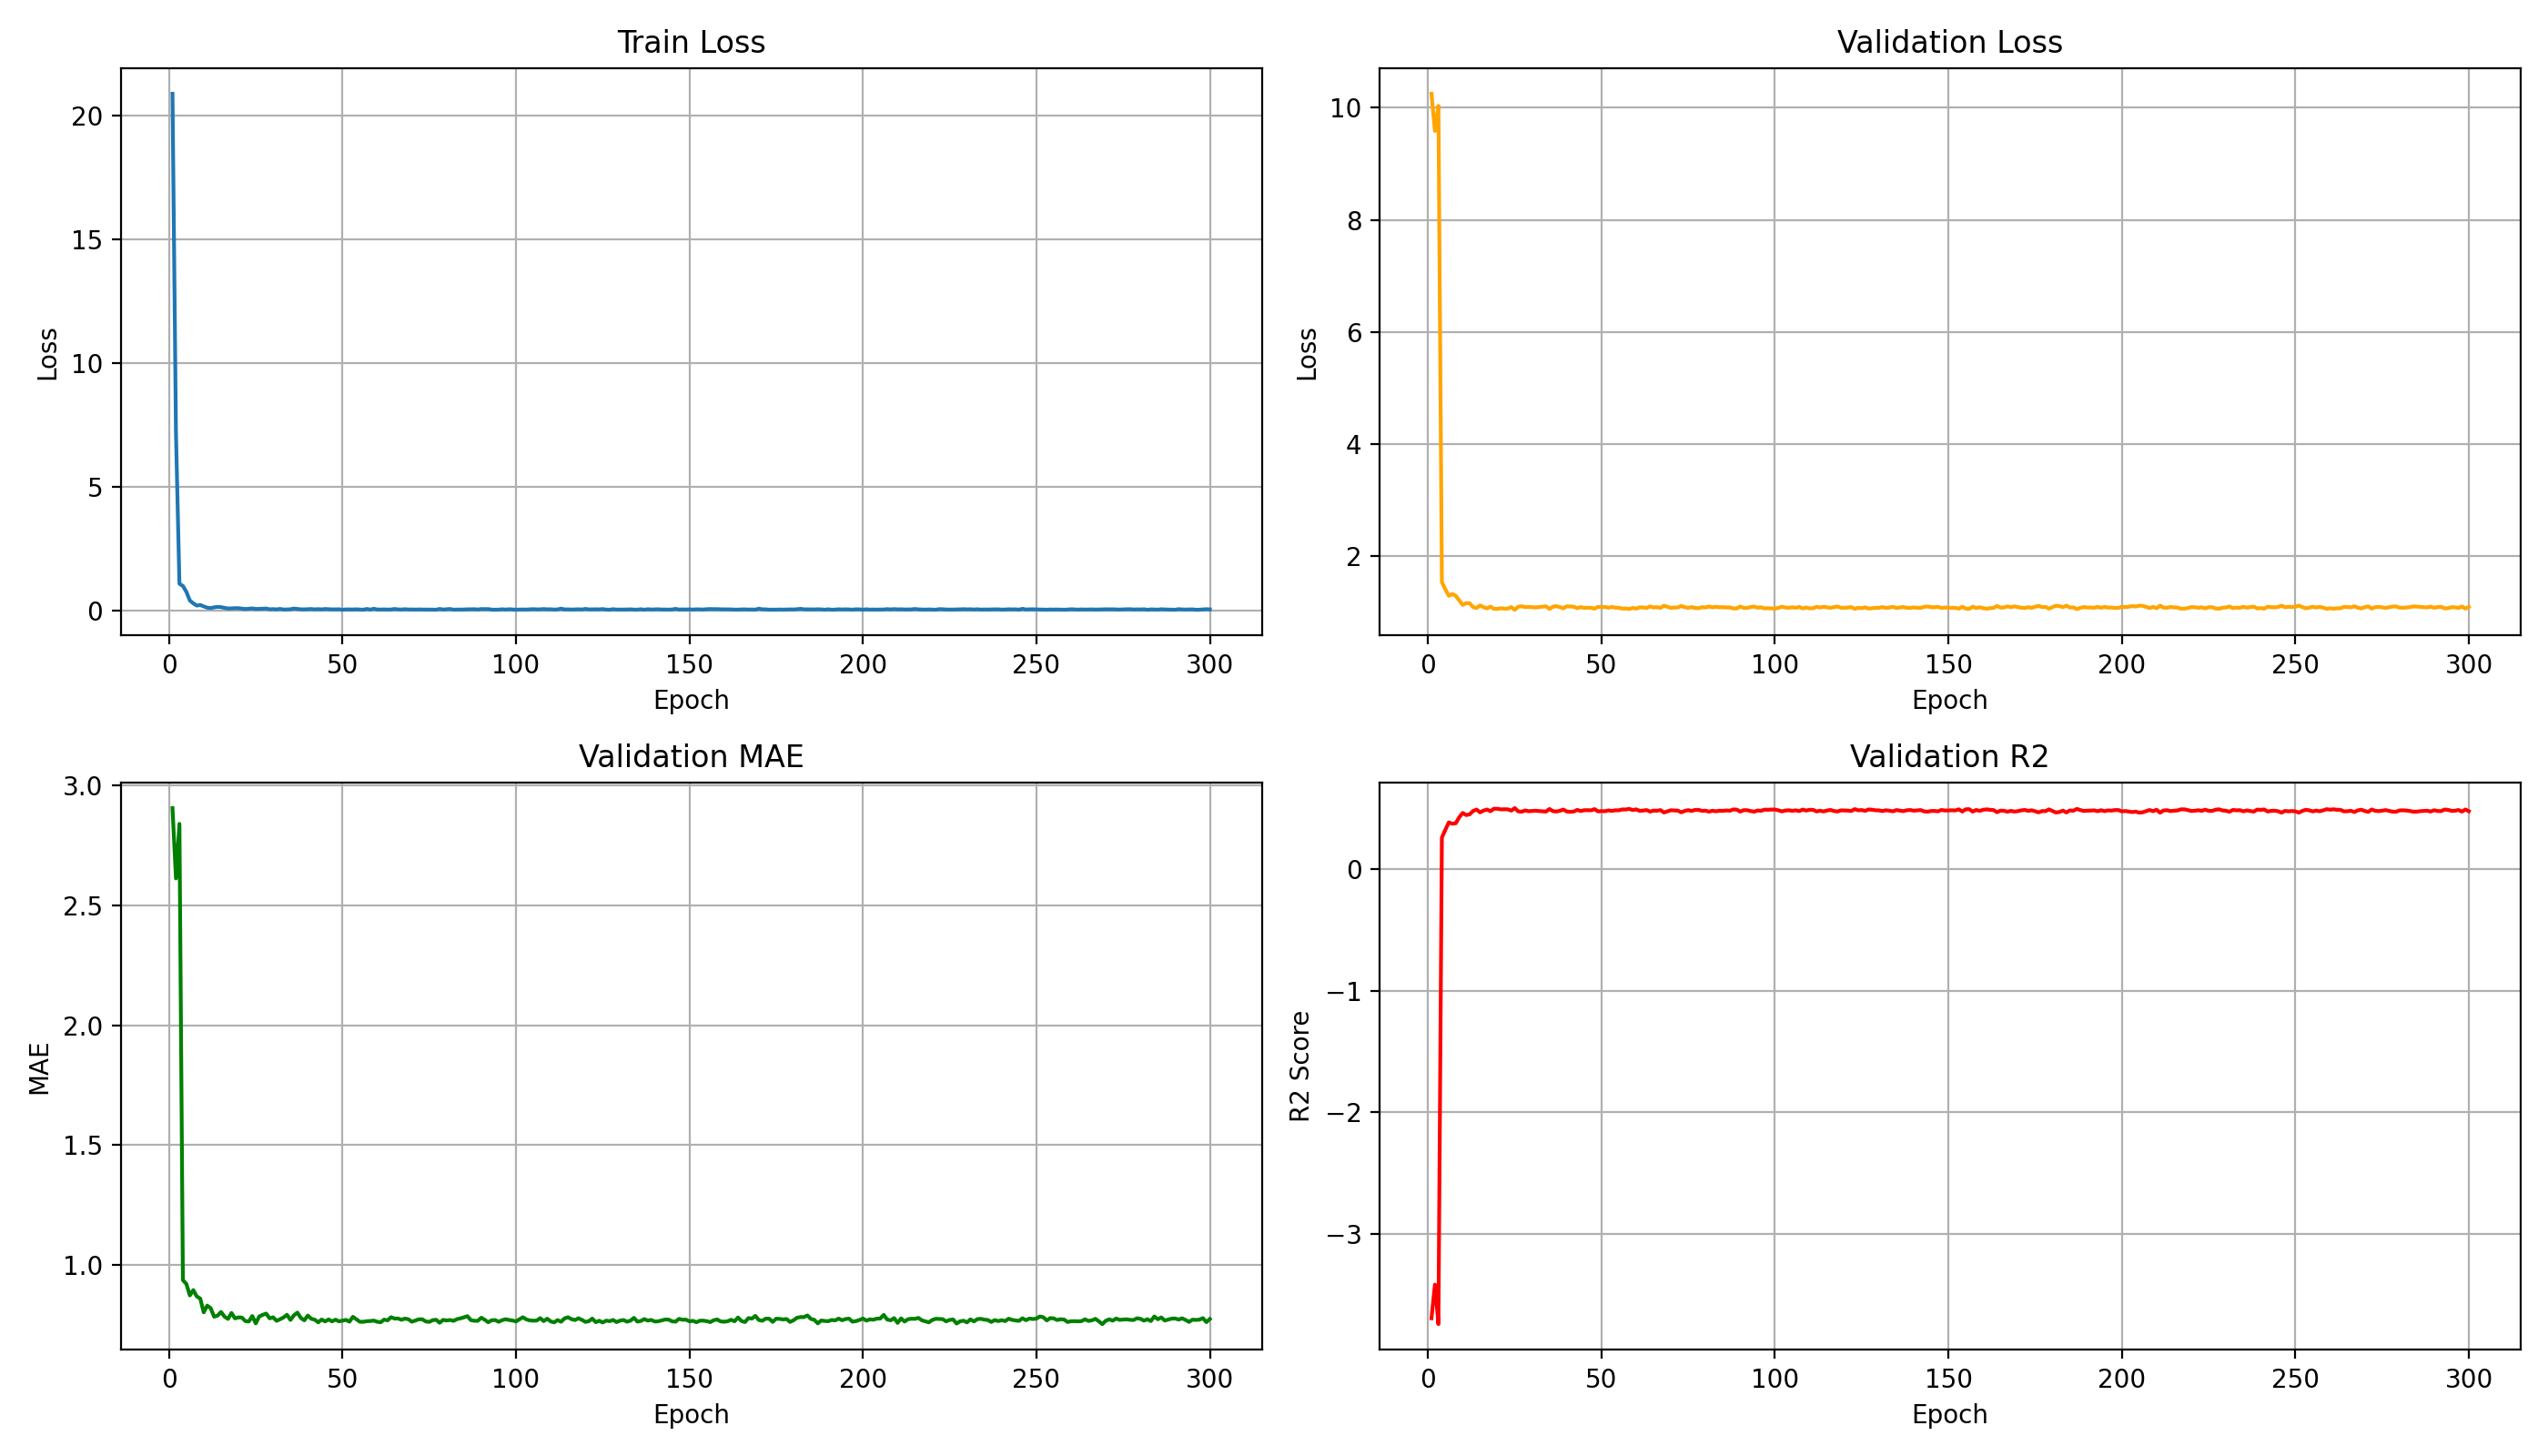 Train Loss
20
15
10
5
0
Loss
0 50 100 150 200 250 300
Epoch
Validation Loss
10
8
6
4
2
Loss
0 50 100 150 200 250 300
Epoch
Validation MAE
3.0
2.5
2.0
1.5
1.0
MAE
0 50 100 150 200 250 300
Epoch
Validation R2
0
−1
−2
−3
R2 Score
0 50 100 150 200 250 300
Epoch